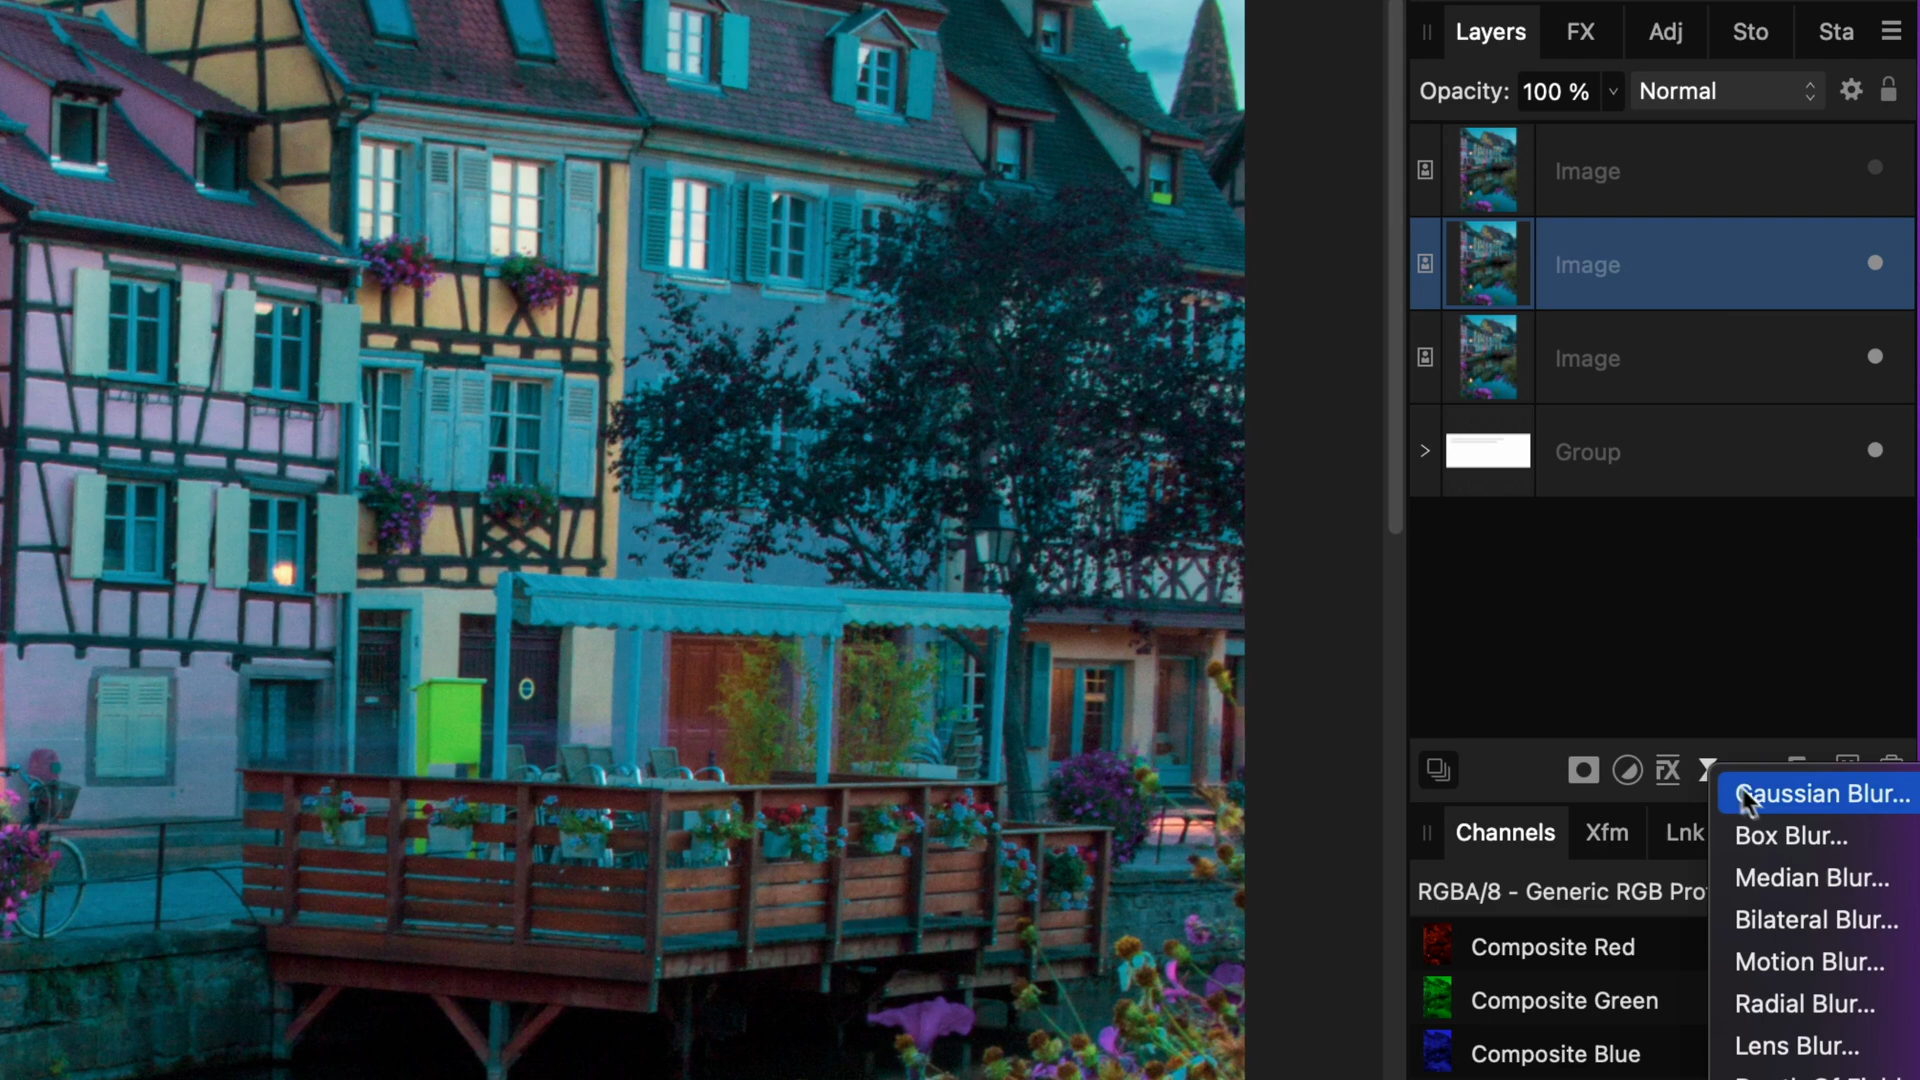 Layers FX Adj Sto Sta
Opacity: 100 % Normal
Image
Image
Image
Group
FX
Gaussian Blur...
Channels Xfm Lnk
Box Blur...
Median Blur...
RGBA/8 - Generic RGB Pro
Bilateral Blur...
Composite Red
Motion Blur...
Composite Green
Radial Blur...
Composite Blue
Lens Blur...